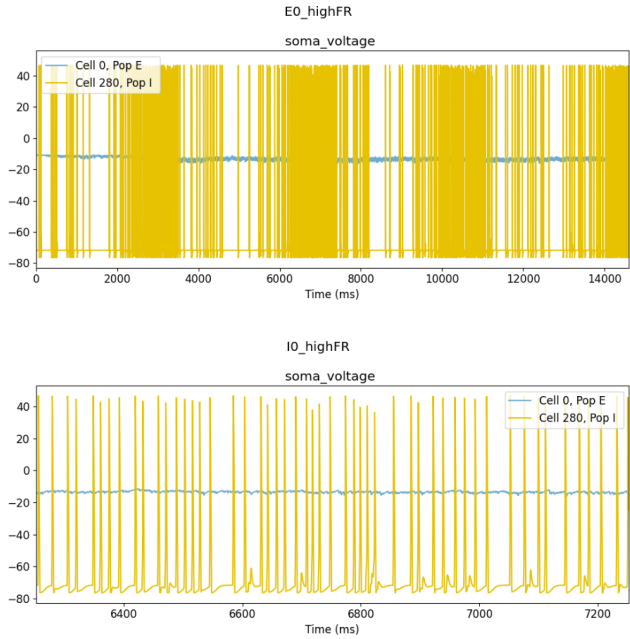 E0_highFR
soma_voltage
Cell 0, Pop E
Cell 280, Pop I
40
20
0
−20
−40
−60
−80
0 2000 4000 6000 8000 10000 12000 14000
Time (ms)
I0_highFR
soma_voltage
Cell 0, Pop E
Cell 280, Pop I
40
20
0
−20
−40
−60
−80
6400 6600 6800 7000 7200
Time (ms)